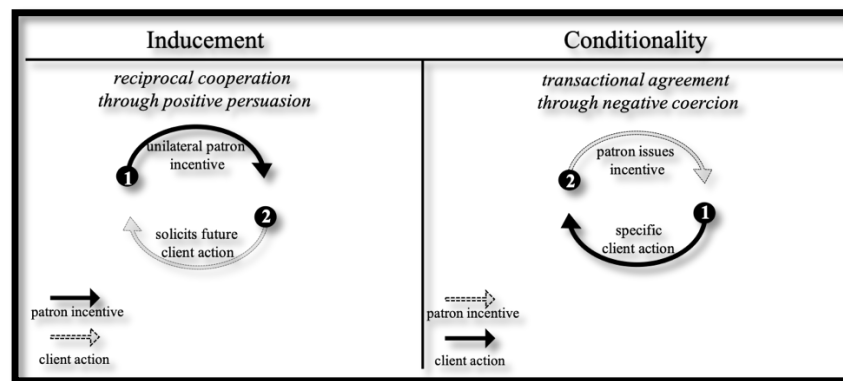 Inducement
reciprocal cooperation
through positive persuasion
unilateral patron
incentive
1
2
solicits future
client action
patron incentive
client action
Conditionality
transactional agreement
through negative coercion
patron issues
incentive
2
1
specific
client action
patron incentive
client action